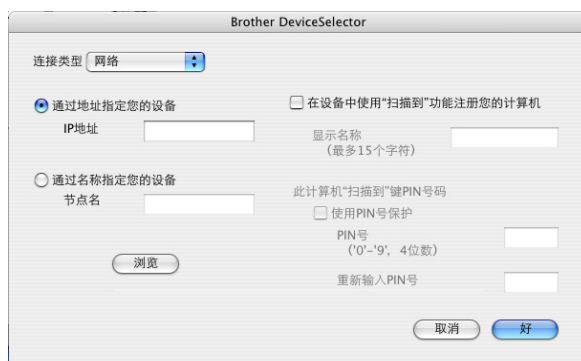 Brother DeviceSelector
连接类型 网络
通过地址指定您的设备
IP地址
通过名称指定您的设备
节点名
浏览
在设备中使用“扫描到”功能注册您的计算机
显示名称
(最多15个字符)
此计算机“扫描到”键PIN号码
使用PIN号保护
PIN号
('0'-'9', 4位数)
重新输入PIN号
取消 好